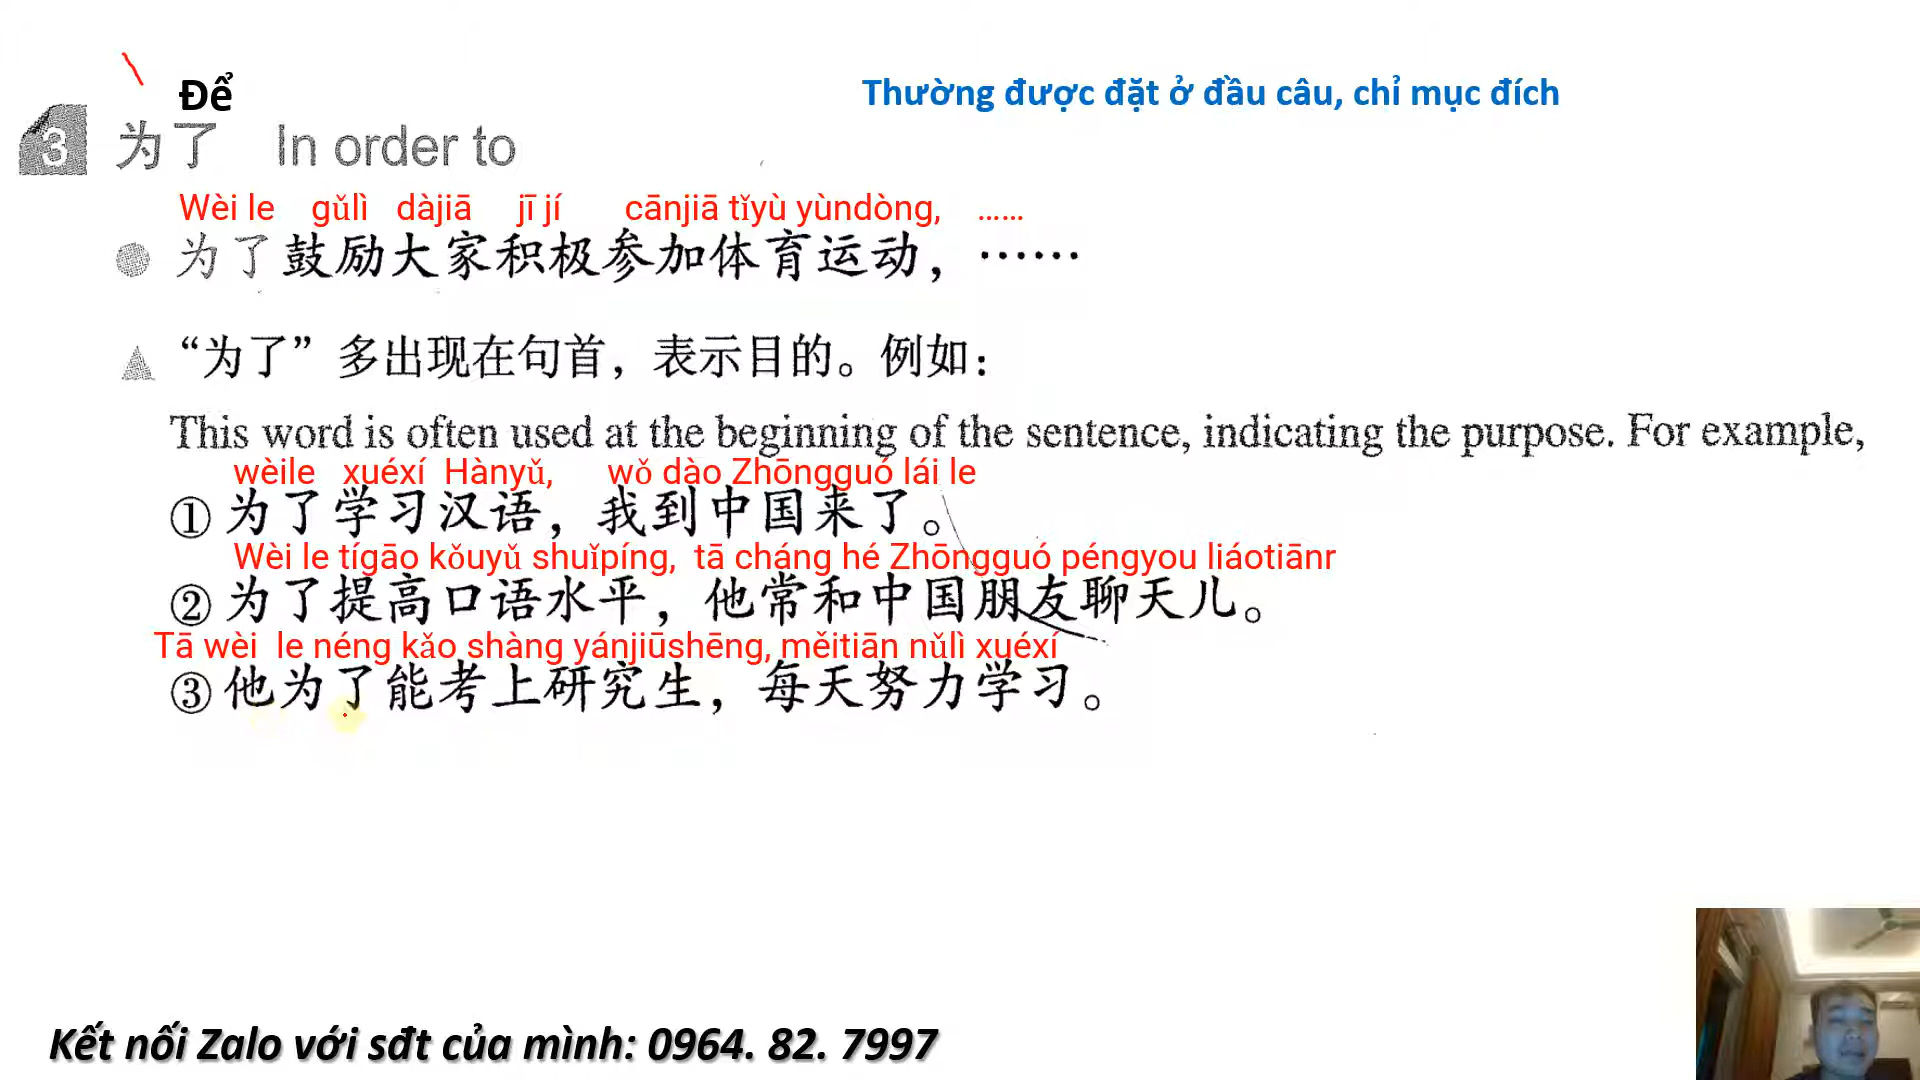 Để
Thường được đặt ở đầu câu, chỉ mục đích
3 为了 In order to
Wèi le gǔlì dàjiā jī jí cānjiā tǐyù yùndòng, ……
为了鼓励大家积极参加体育运动，……
“为了”多出现在句首，表示目的。例如：
This word is often used at the beginning of the sentence, indicating the purpose. For example,
wèile xuéxí Hànyǔ, wǒ dào Zhōngguó lái le
① 为了学习汉语，我到中国来了。
Wèi le tígāo kǒuyǔ shuǐpíng, tā cháng hé Zhōngguó péngyou liáotiānr
② 为了提高口语水平，他常和中国朋友聊天儿。
Tā wèi le néng kǎo shàng yánjiūshēng, měitiān nǔlì xuéxí
③ 他为了能考上研究生，每天努力学习。
Kết nối Zalo với sđt của mình: 0964. 82. 7997